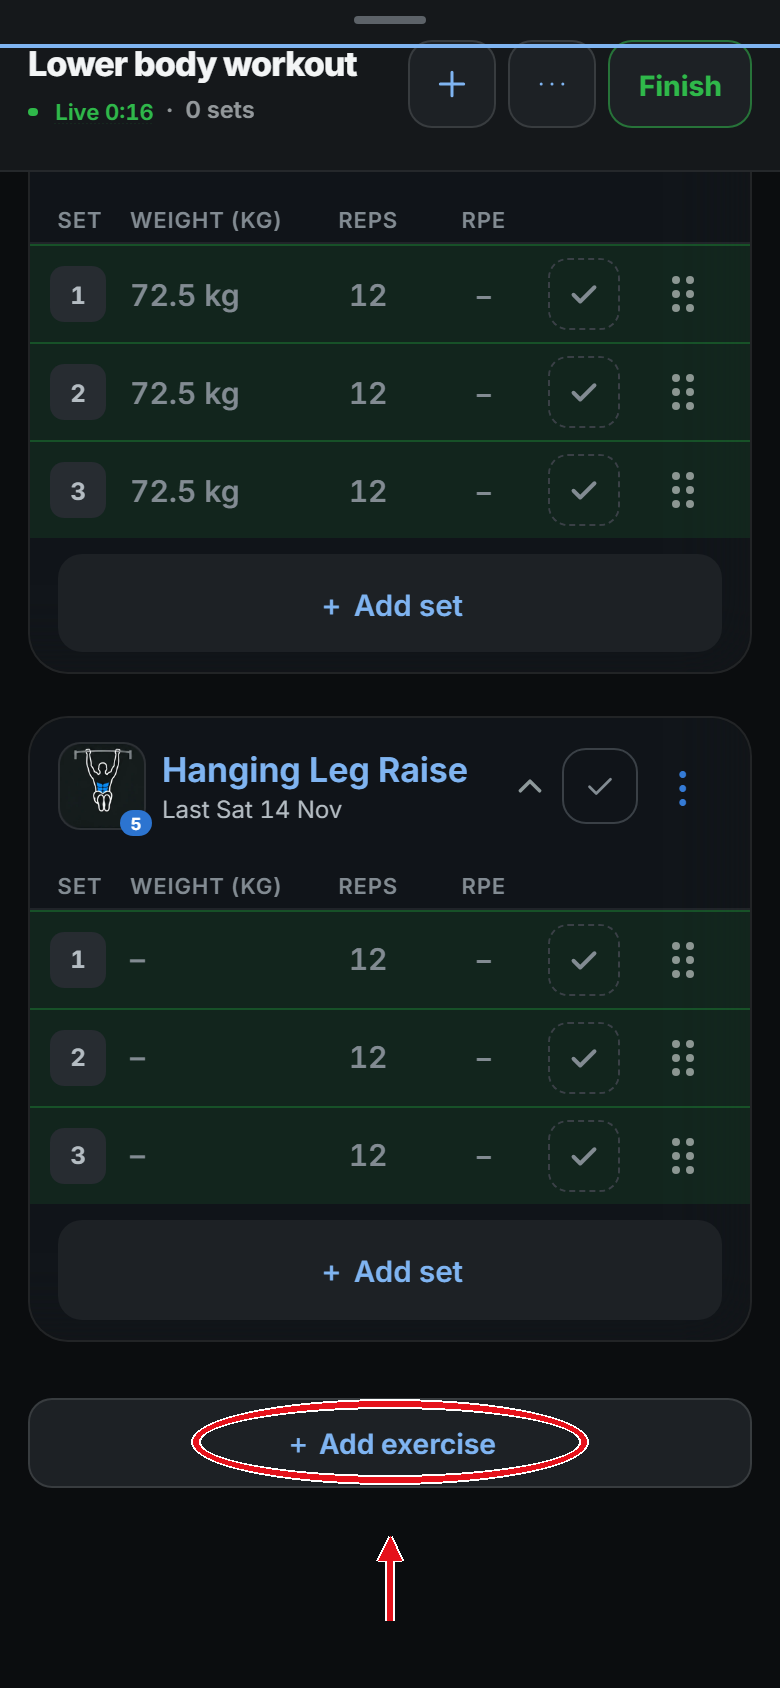 Lower body workout
Live 0:16 · 0 sets
Finish
SET WEIGHT (KG) REPS RPE
1 72.5 kg 12 –
2 72.5 kg 12 –
3 72.5 kg 12 –
+ Add set
Hanging Leg Raise
Last Sat 14 Nov
5
SET WEIGHT (KG) REPS RPE
1 – 12 –
2 – 12 –
3 – 12 –
+ Add set
+ Add exercise